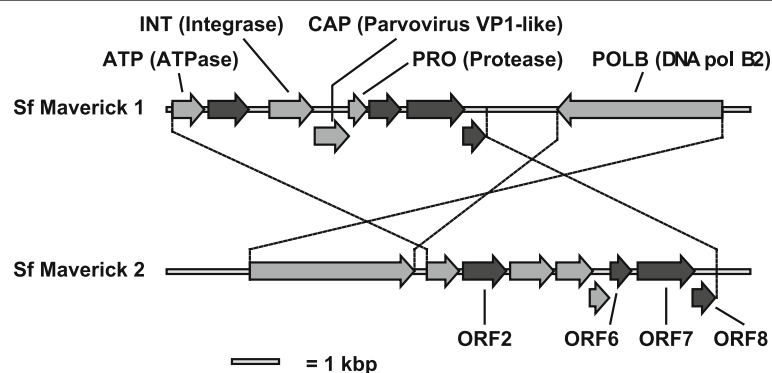 INT (Integrase) CAP (Parvovirus VP1-like)
ATP (ATPase) PRO (Protease) POLB (DNA pol B2)
Sf Maverick 1
Sf Maverick 2
ORF2 ORF6 ORF7 ORF8
= 1 kbp